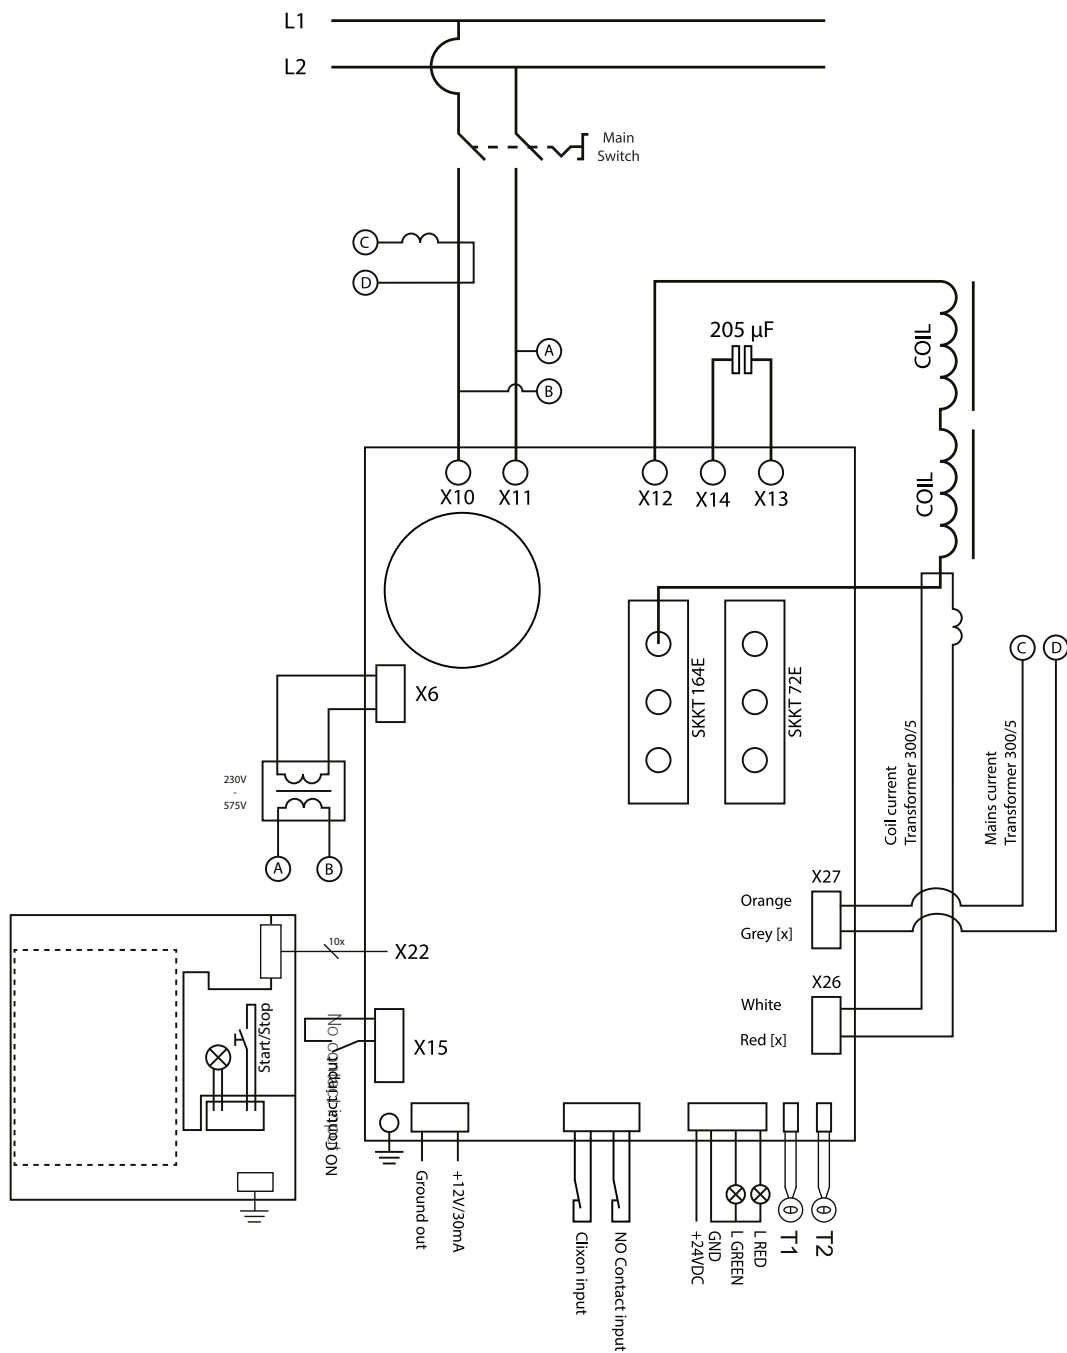 L1
L2
Main
Switch
C
D
A
B
205 µF
COIL
COIL
X10
X11
X12
X14
X13
SKKT 164E
SKKT 72E
X6
230V
-
575V
A
B
C
D
Coil current
Transformer 300/5
Mains current
Transformer 300/5
X27
Orange
Grey [x]
X26
White
Red [x]
10x
X22
Start/Stop
X15
NO Contact input
Ground out
+12V/30mA
Clixon input
NO Contact input
+24VDC
GND
L GREEN
L RED
T1
T2
θ
θ